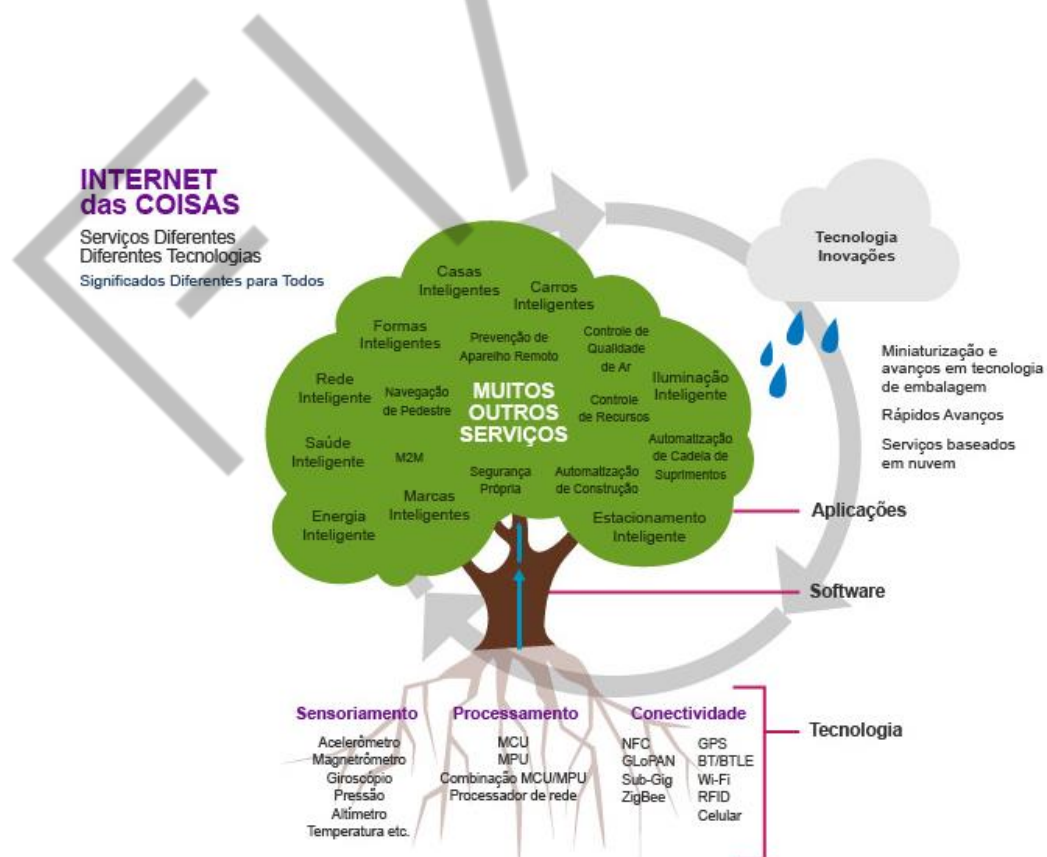 INTERNET
das COISAS
Serviços Diferentes
Diferentes Tecnologias
Significados Diferentes para Todos
Tecnologia
Inovações
Miniaturização e
avanços em tecnologia
de embalagem
Rápidos Avanços
Serviços baseados
em nuvem
Casas
Inteligentes
Carros
Inteligentes
Formas
Inteligentes
Prevenção de
Aparelho Remoto
Controle de
Qualidade
de Ar
Rede
Inteligente
Navegação
de Pedestre
MUITOS
OUTROS
SERVIÇOS
Controle
de Recursos
Iluminação
Inteligente
Saúde
Inteligente
M2M
Segurança
Própria
Automatização
de Construção
Automatização
de Cadeia de
Suprimentos
Energia
Inteligente
Marcas
Inteligentes
Estacionamento
Inteligente
Aplicações
Software
Tecnologia
Sensoriamento
Acelerômetro
Magnetrômetro
Giroscópio
Pressão
Altímetro
Temperatura etc.
Processamento
MCU
MPU
Combinação MCU/MPU
Processador de rede
Conectividade
NFC
GLoPAN
Sub-Gig
ZigBee
GPS
BT/BTLE
Wi-Fi
RFID
Celular